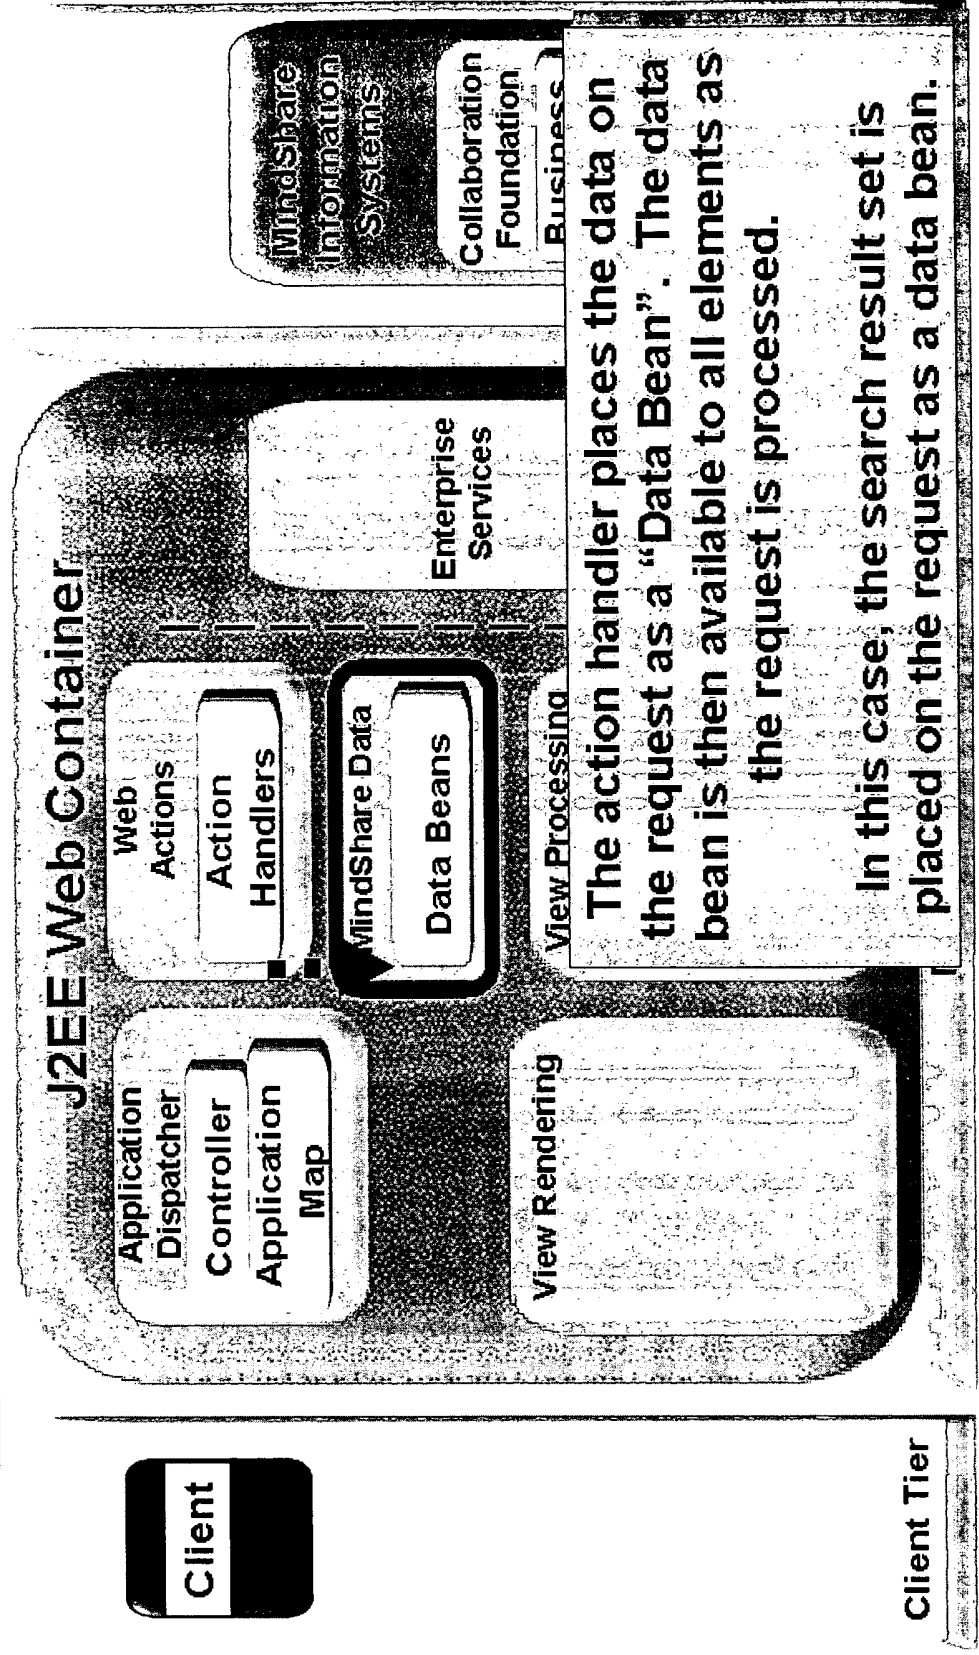 J2EE Web Container
Client
Application
Dispatcher
Controller
Application
Map
Web
Actions
Action
Handlers
MindShare Data
Data Beans
View Rendering
View Processing
Enterprise
Services
MindShare
Information
Systems
Collaboration
Foundation
Business
The action handler places the data on
the request as a “Data Bean”. The data
bean is then available to all elements as
the request is processed.
In this case, the search result set is
placed on the request as a data bean.
Client Tier